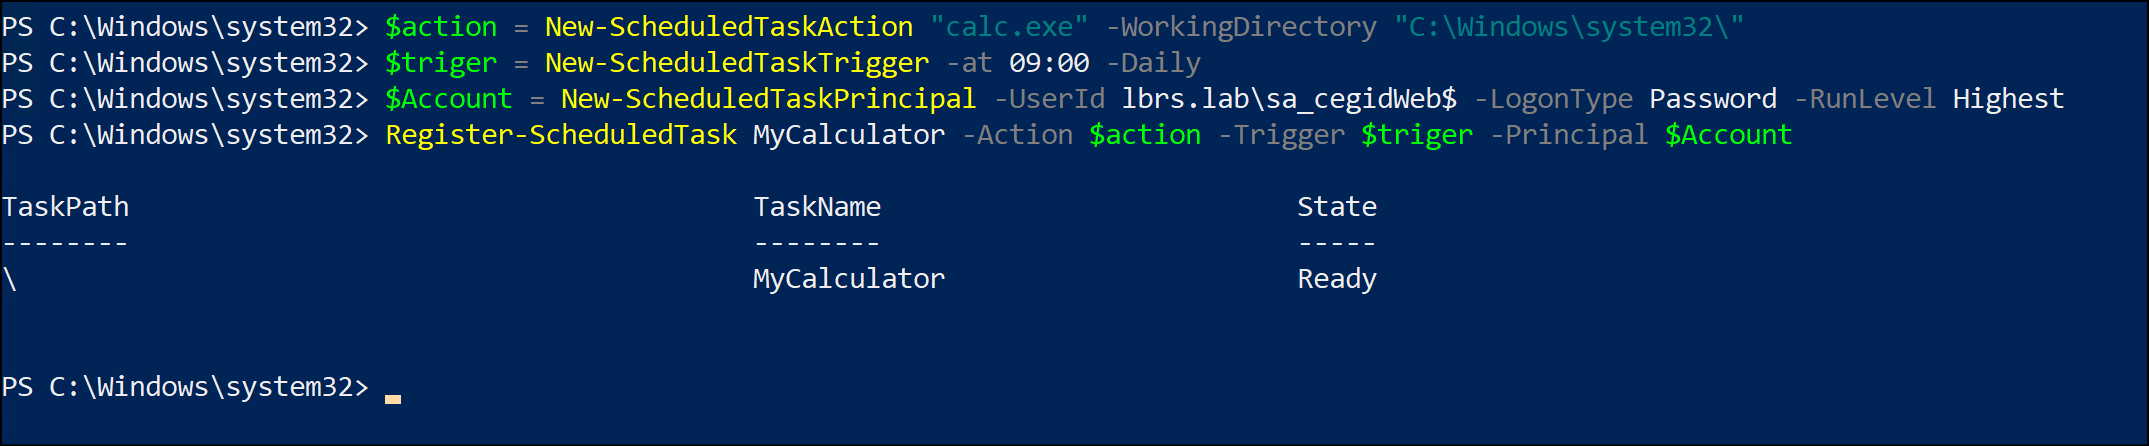 PS C:\Windows\system32> $action = New-ScheduledTaskAction "calc.exe" -WorkingDirectory "C:\Windows\system32\"
PS C:\Windows\system32> $triger = New-ScheduledTaskTrigger -at 09:00 -Daily
PS C:\Windows\system32> $Account = New-ScheduledTaskPrincipal -UserId lbrs.lab\sa_cegidWeb$ -LogonType Password -RunLevel Highest
PS C:\Windows\system32> Register-ScheduledTask MyCalculator -Action $action -Trigger $triger -Principal $Account
TaskPath TaskName State
-------- -------- -----
\ MyCalculator Ready
PS C:\Windows\system32>